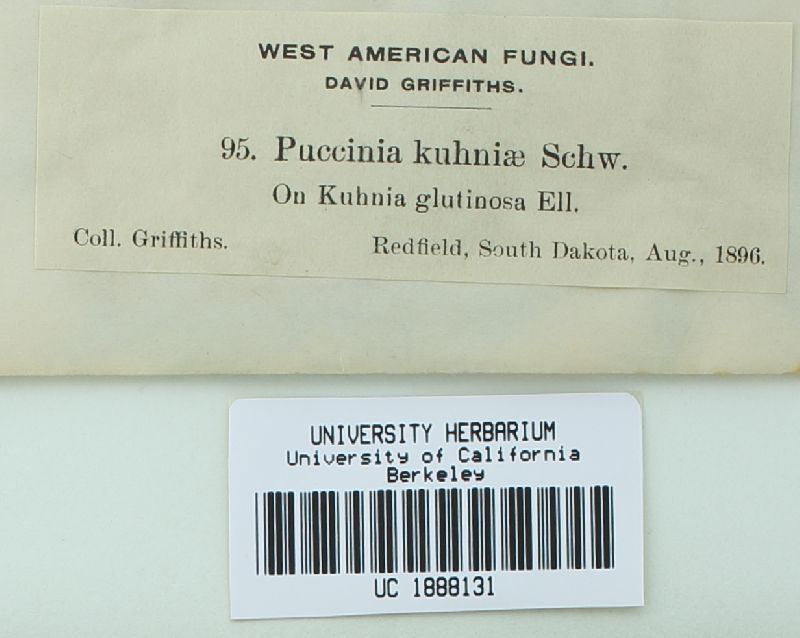 WEST AMERICAN FUNGI.
DAVID GRIFFITHS.
95. Puccinia kuhniæ Schw.
On Kuhnia glutinosa Ell.
Coll. Griffiths. Redfield, South Dakota, Aug., 1896.
UNIVERSITY HERBARIUM
University of California
Berkeley
UC 1888131